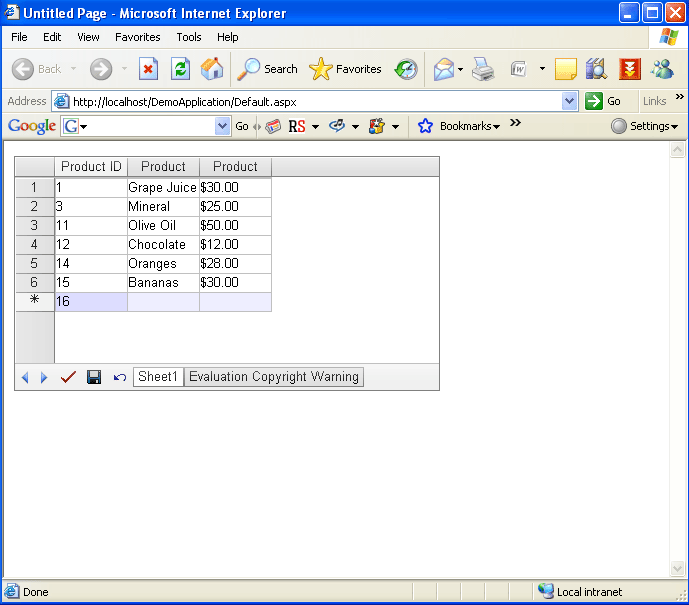 Untitled Page - Microsoft Internet Explorer
File Edit View Favorites Tools Help
Back Search Favorites W
Address http://localhost/DemoApplication/Default.aspx Go Links »
Google G Go RS Bookmarks » Settings
Product ID Product Product
1 1 Grape Juice $30.00
2 3 Mineral $25.00
3 11 Olive Oil $50.00
4 12 Chocolate $12.00
5 14 Oranges $28.00
6 15 Bananas $30.00
* 16
Sheet1 Evaluation Copyright Warning
Done Local intranet